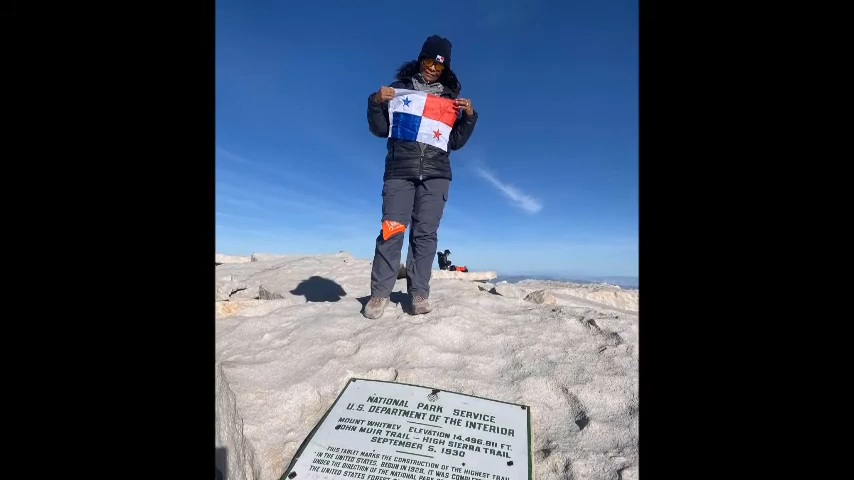 NATIONAL PARK SERVICE
U.S. DEPARTMENT OF THE INTERIOR
MOUNT WHITNEY ELEVATION 14,496.811 FT.
JOHN MUIR TRAIL – HIGH SIERRA TRAIL
SEPTEMBER 5, 1930
THIS TABLET MARKS THE CONSTRUCTION OF THE HIGHEST TRAIL
IN THE UNITED STATES. BEGUN IN 1928, IT WAS
UNDER THE DIRECTION OF THE NATIONAL PARK
THE UNITED STATES